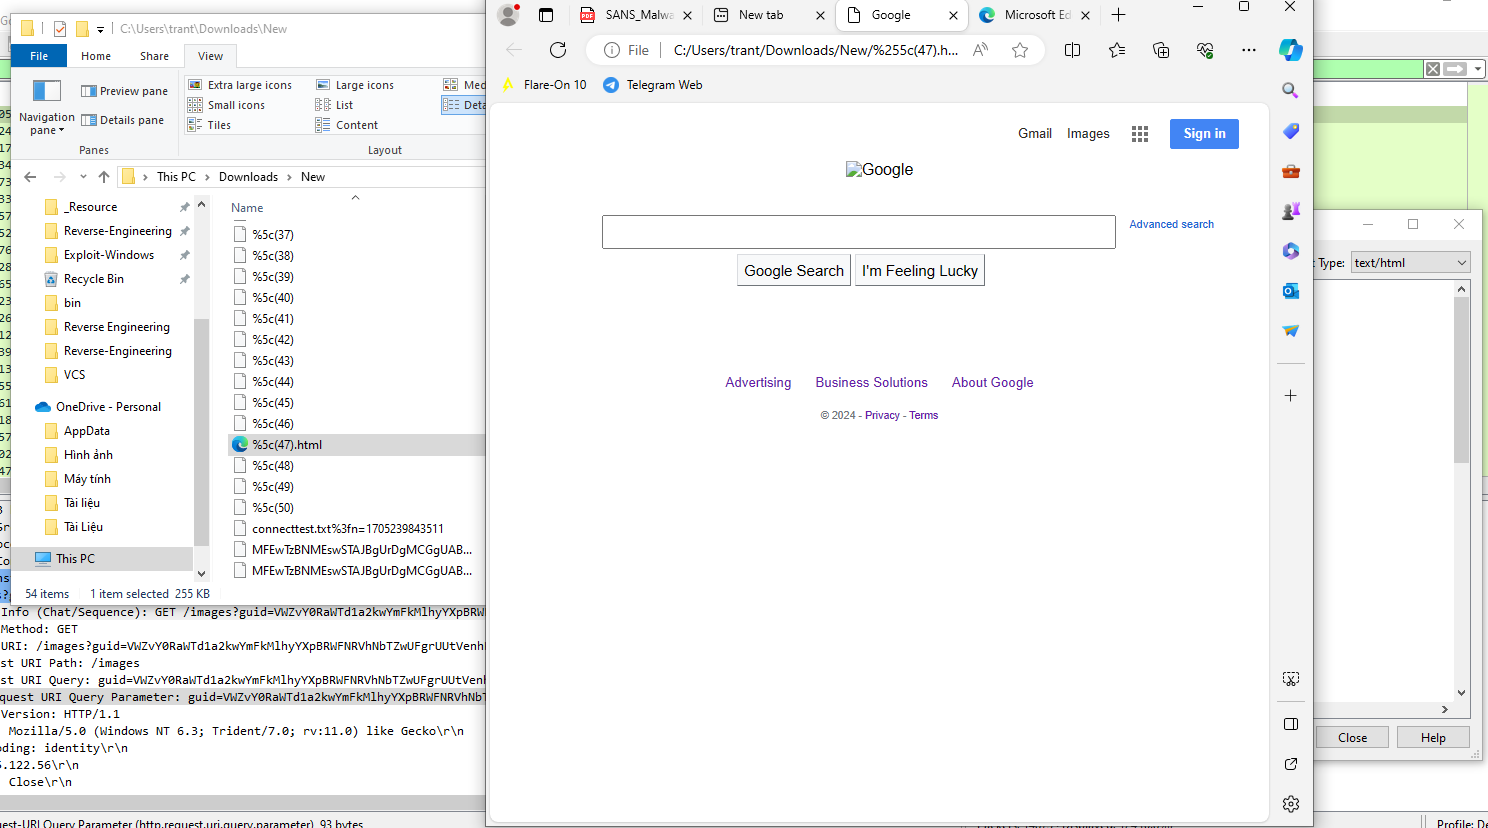 C:\Users\trant\Downloads\New
File
Home
Share
View
Navigation
pane
Preview pane
Details pane
Panes
Extra large icons
Large icons
Med
Small icons
List
Deta
Tiles
Content
Layout
This PC
Downloads
New
_Resource
Reverse-Engineering
Exploit-Windows
Recycle Bin
bin
Reverse Engineering
Reverse-Engineering
VCS
OneDrive - Personal
AppData
Hình ảnh
Máy tính
Tài liệu
Tài Liệu
This PC
Name
%5c(37)
%5c(38)
%5c(39)
%5c(40)
%5c(41)
%5c(42)
%5c(43)
%5c(44)
%5c(45)
%5c(46)
%5c(47).html
%5c(48)
%5c(49)
%5c(50)
connecttest.txt%3fn=1705239843511
MFEwTzBNMEswSTAJBgUrDgMCGgUAB...
MFEwTzBNMEswSTAJBgUrDgMCGgUAB...
54 items
1 item selected 255 KB
SANS_Malwa
New tab
Google
Microsoft Ed
File
C:/Users/trant/Downloads/New/%255c(47).h...
Flare-On 10
Telegram Web
Gmail
Images
Sign in
Google
Advanced search
Google Search
I'm Feeling Lucky
Advertising
Business Solutions
About Google
© 2024 - Privacy - Terms
t Type:
text/html
Close
Help
Info (Chat/Sequence): GET /images?guid=
Method: GET
URI: /images?guid=
st URI Path: /images
st URI Query: guid=
quest URI Query Parameter: guid=
Version: HTTP/1.1
Mozilla/5.0 (Windows NT 6.3; Trident/7.0; rv:11.0) like Gecko\r\n
oding: identity\r\n
.122.56\r\n
Close\r\n
uest-URI Query Parameter (http.request.uri.query.parameter), 93 bytes
Profile: De